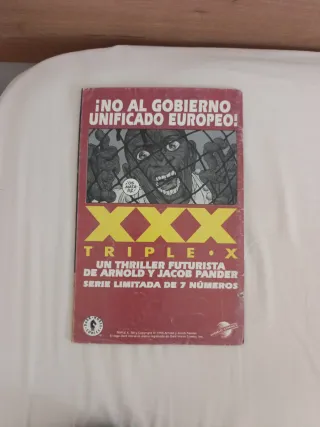 ¡NO AL GOBIERNO
UNIFICADO EUROPEO!
XXX
TRIPLE·X
UN THRILLER FUTURISTA
DE ARNOLD Y JACOB PANDER
SERIE LIMITADA DE 7 NÚMEROS